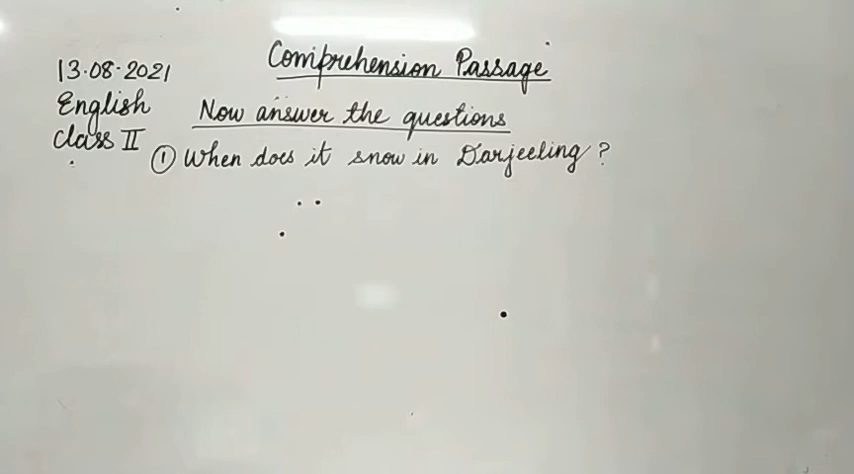 Comprehension Passage
13.08.2021
English
Class II
Now answer the questions
① When does it snow in Darjeeling?